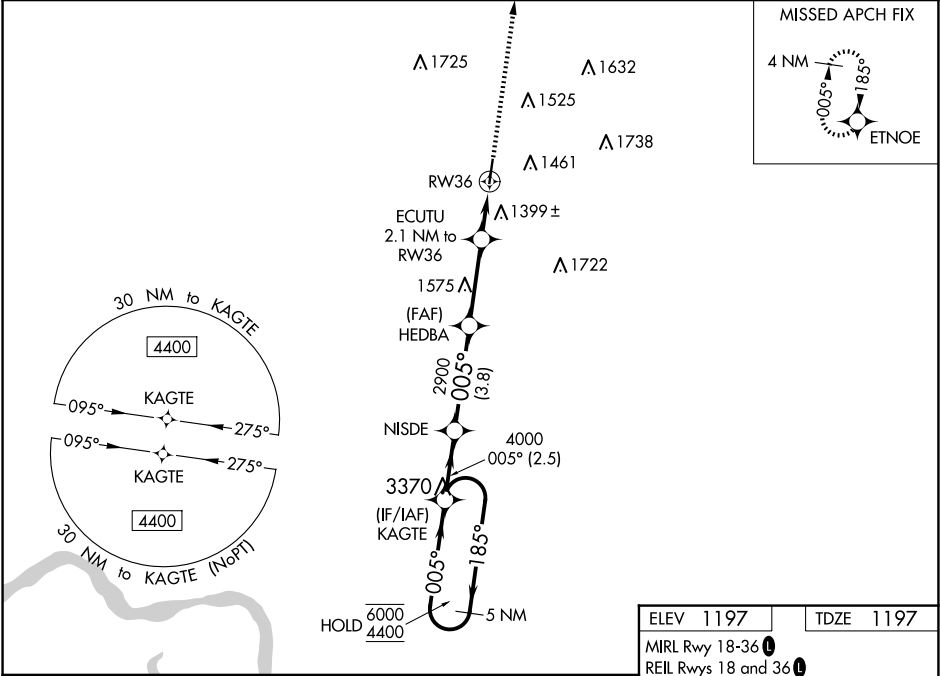 MISSED APCH FIX
4 NM
005°
185°
ETNOE
1725
1632
1525
1738
1461
RW36
1399 ±
ECUTU
2.1 NM to
RW36
1722
1575
(FAF)
HEDBA
2900
005°
(3.8)
NISDE
4000
005° (2.5)
3370
(IF/IAF)
KAGTE
005°
185°
HOLD
6000
4400
5 NM
30 NM to KAGTE
4400
KAGTE
095°
275°
095°
275°
KAGTE
4400
30 NM to KAGTE (NoPT)
ELEV 1197
TDZE 1197
MIRL Rwy 18-36 L
REIL Rwys 18 and 36 L